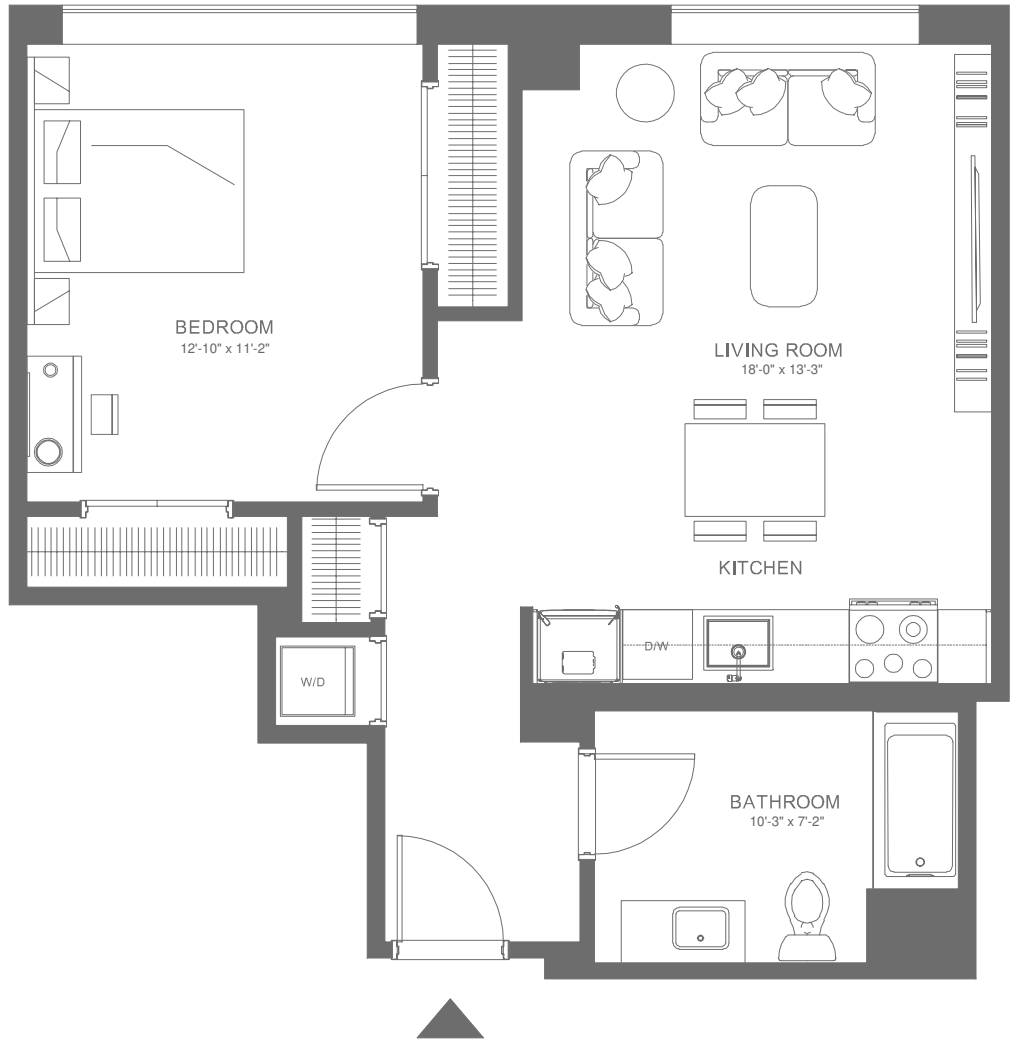 BEDROOM
12'-10" x 11'-2"
LIVING ROOM
18'-0" x 13'-3"
KITCHEN
D/W
W/D
BATHROOM
10'-3" x 7'-2"